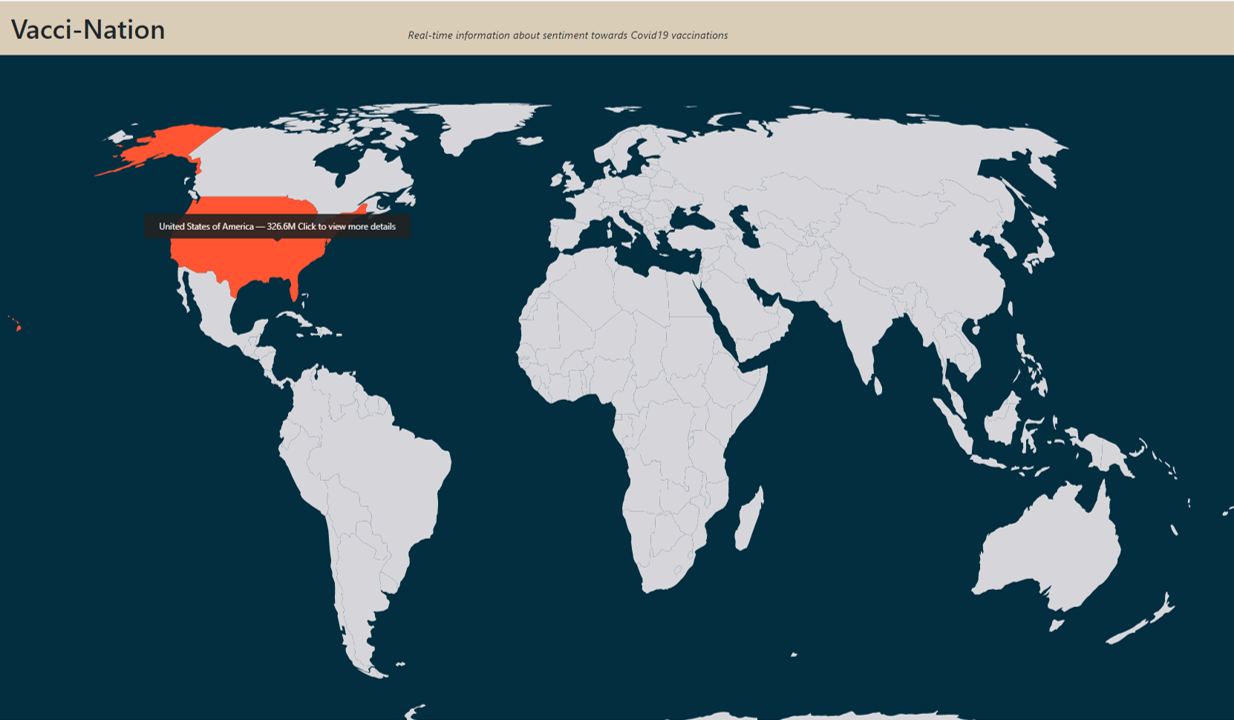 Vacci-Nation
Real-time information about sentiment towards Covid19 vaccinations
United States of America — 326.6M Click to view more details